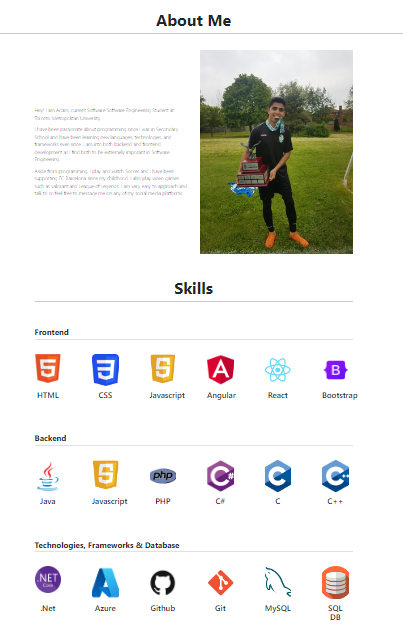 About Me
Hey! I am Adam, current Software Software Engineering Student at
Toronto Metropolitan University.
I have been passionate about programming since I was in Secondary
School and have been learning new languages, technologies, and
frameworks ever since. I am into both backend and frontend
development as I find both to be extremely important in Software
Engineering.
Aside from programming, I play and watch Soccer and I have been
supporting FC Barcelona since my childhood. I also play video games
such as Valorant and League of Legends. I am very easy to approach and
talk to so feel free to message me on any of my social media platforms.
Skills
Frontend
HTML CSS Javascript Angular React Bootstrap
Backend
php
Java Javascript PHP C# C C++
Technologies, Frameworks & Database
.NET
Core
.Net Azure Github Git MySQL SQL
DB